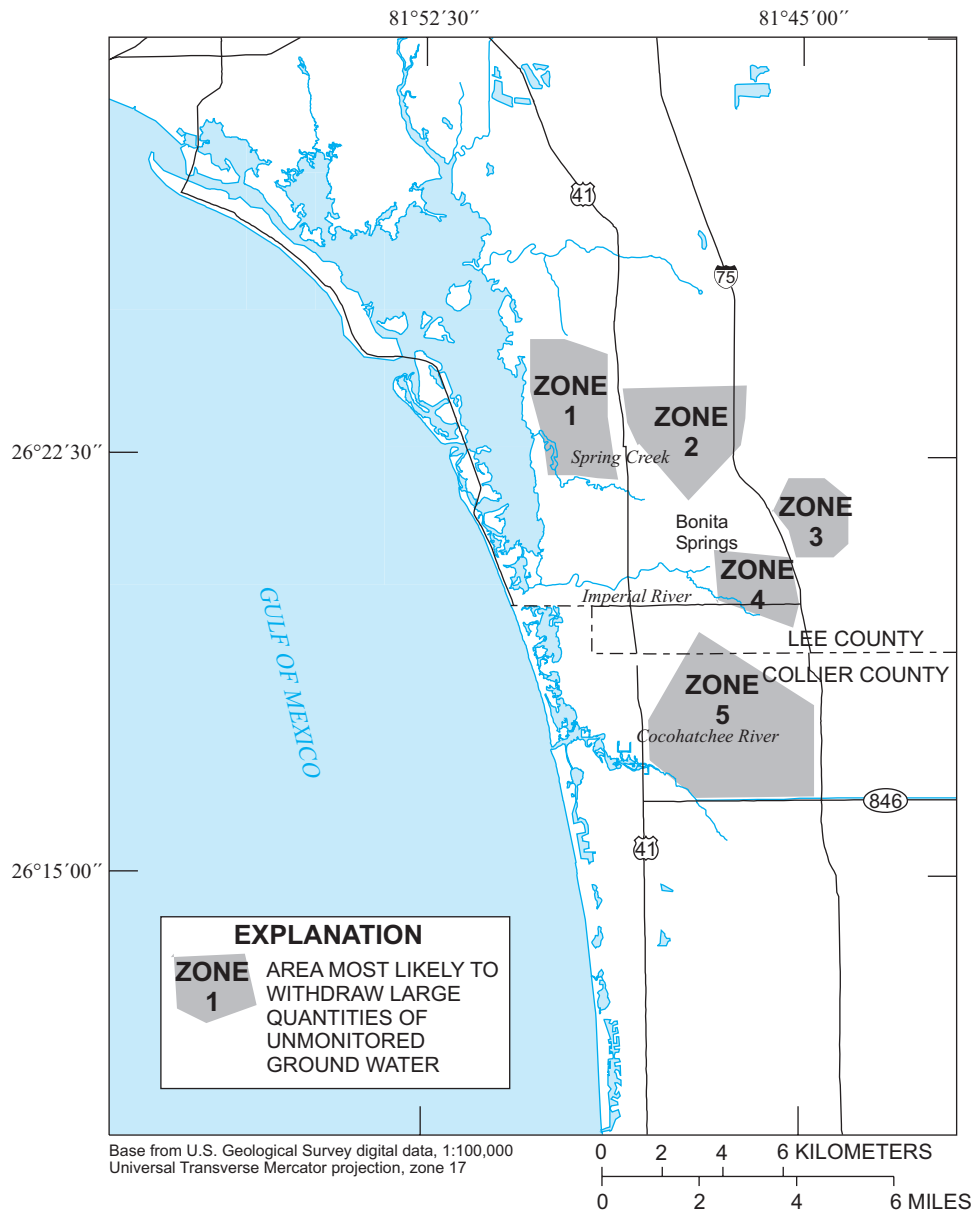 81°52´30˝
81°45´00˝
41
75
ZONE
1
ZONE
2
26°22´30˝
Spring Creek
ZONE
3
Bonita
Springs
ZONE
4
Imperial River
GULF OF MEXICO
LEE COUNTY
COLLIER COUNTY
ZONE
5
Cocohatchee River
846
41
26°15´00˝
EXPLANATION
ZONE
1
AREA MOST LIKELY TO
WITHDRAW LARGE
QUANTITIES OF
UNMONITORED
GROUND WATER
Base from U.S. Geological Survey digital data, 1:100,000
Universal Transverse Mercator projection, zone 17
0 2 4 6 KILOMETERS
0 2 4 6 MILES